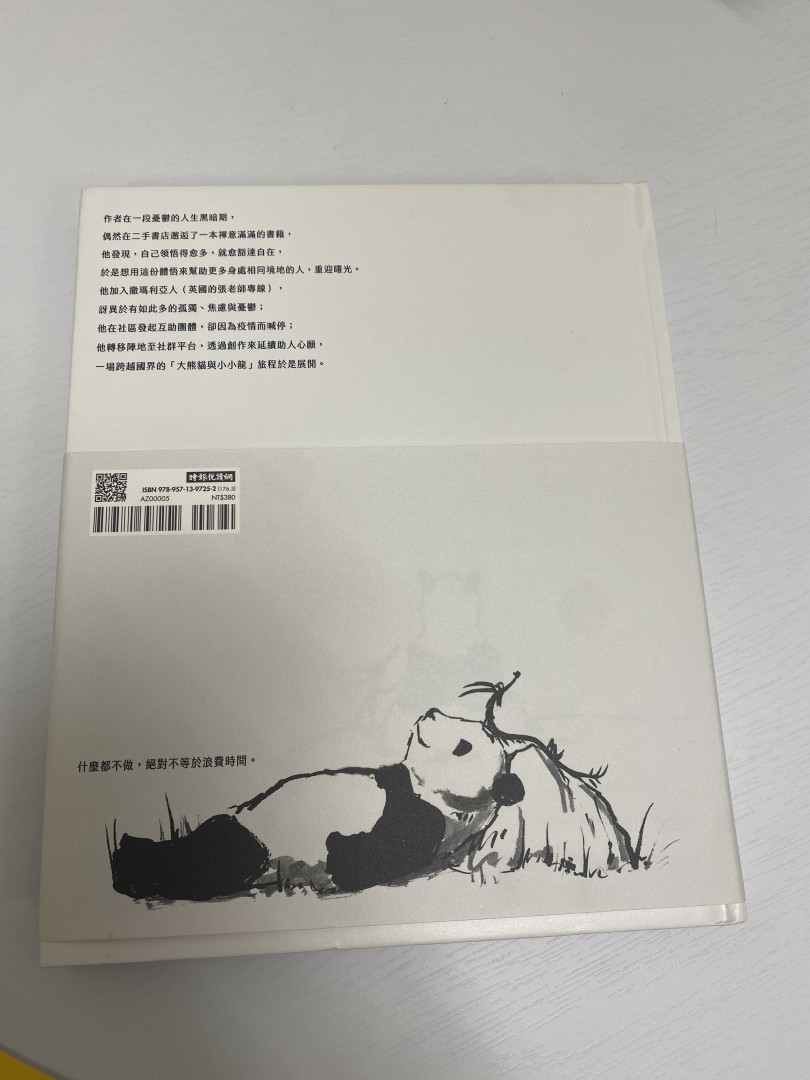 作者在一段憂鬱的人生黑暗期，
偶然在二手書店邂逅了一本禪意滿滿的書籍，
他發現，自己領悟得愈多，就愈豁達自在，
於是想用這份體悟來幫助更多身處相同境地的人，重迎曙光。
他加入撒瑪利亞人（英國的張老師專線），
訝異於有如此多的孤獨、焦慮與憂鬱；
他在社區發起互助團體，卻因為疫情而喊停；
他轉移陣地至社群平台，透過創作來延續助人心願，
一場跨越國界的「大熊貓與小小龍」旅程於是展開。
時報悅讀網
ISBN 978-957-13-9725-2 (176.5)
AZ00005 NT$380
什麼都不做，絕對不等於浪費時間。